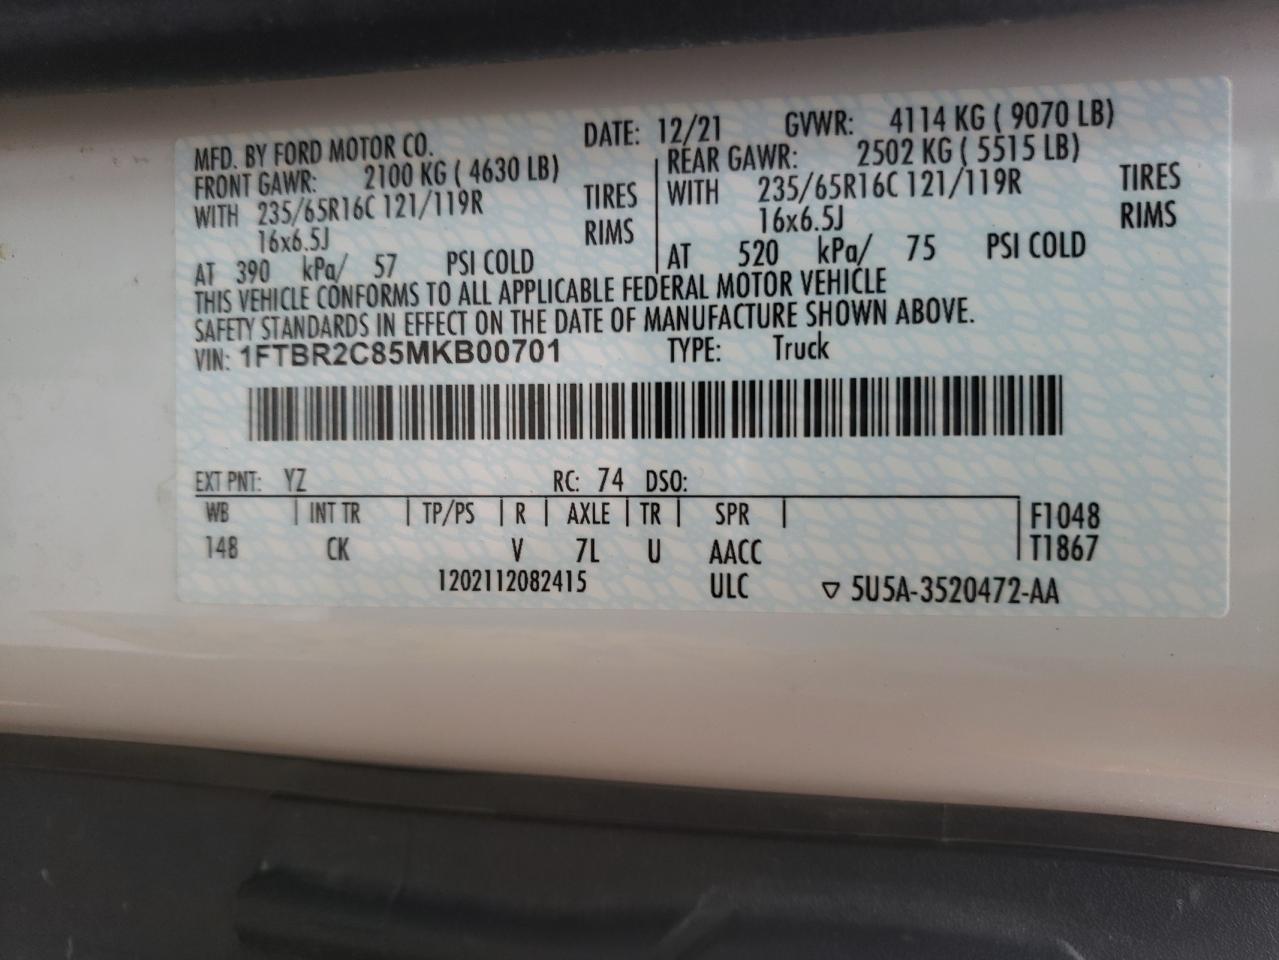 MFD. BY FORD MOTOR CO. DATE: 12/21 GVWR: 4114 KG ( 9070 LB)
FRONT GAWR: 2100 KG ( 4630 LB) REAR GAWR: 2502 KG ( 5515 LB)
WITH 235/65R16C 121/119R TIRES WITH 235/65R16C 121/119R TIRES
16x6.5J RIMS 16x6.5J RIMS
AT 390 kPa/ 57 PSI COLD AT 520 kPa/ 75 PSI COLD
THIS VEHICLE CONFORMS TO ALL APPLICABLE FEDERAL MOTOR VEHICLE
SAFETY STANDARDS IN EFFECT ON THE DATE OF MANUFACTURE SHOWN ABOVE.
VIN: 1FTBR2C85MKB00701 TYPE: Truck
EXT PNT: YZ RC: 74 DSO:
WB INT TR TP/PS R AXLE TR SPR F1048
148 CK V 7L U AACC T1867
1202112082415 ULC ▽ 5U5A-3520472-AA